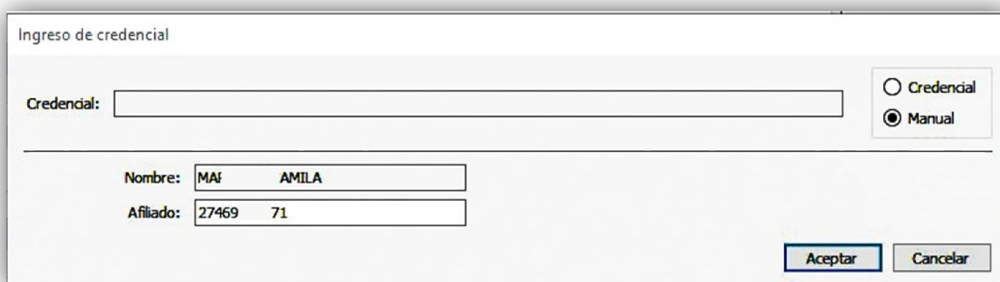 Ingreso de credencial
Credencial:
Credencial
Manual
Nombre: MAF AMILA
Afiliado: 27469 71
Aceptar Cancelar